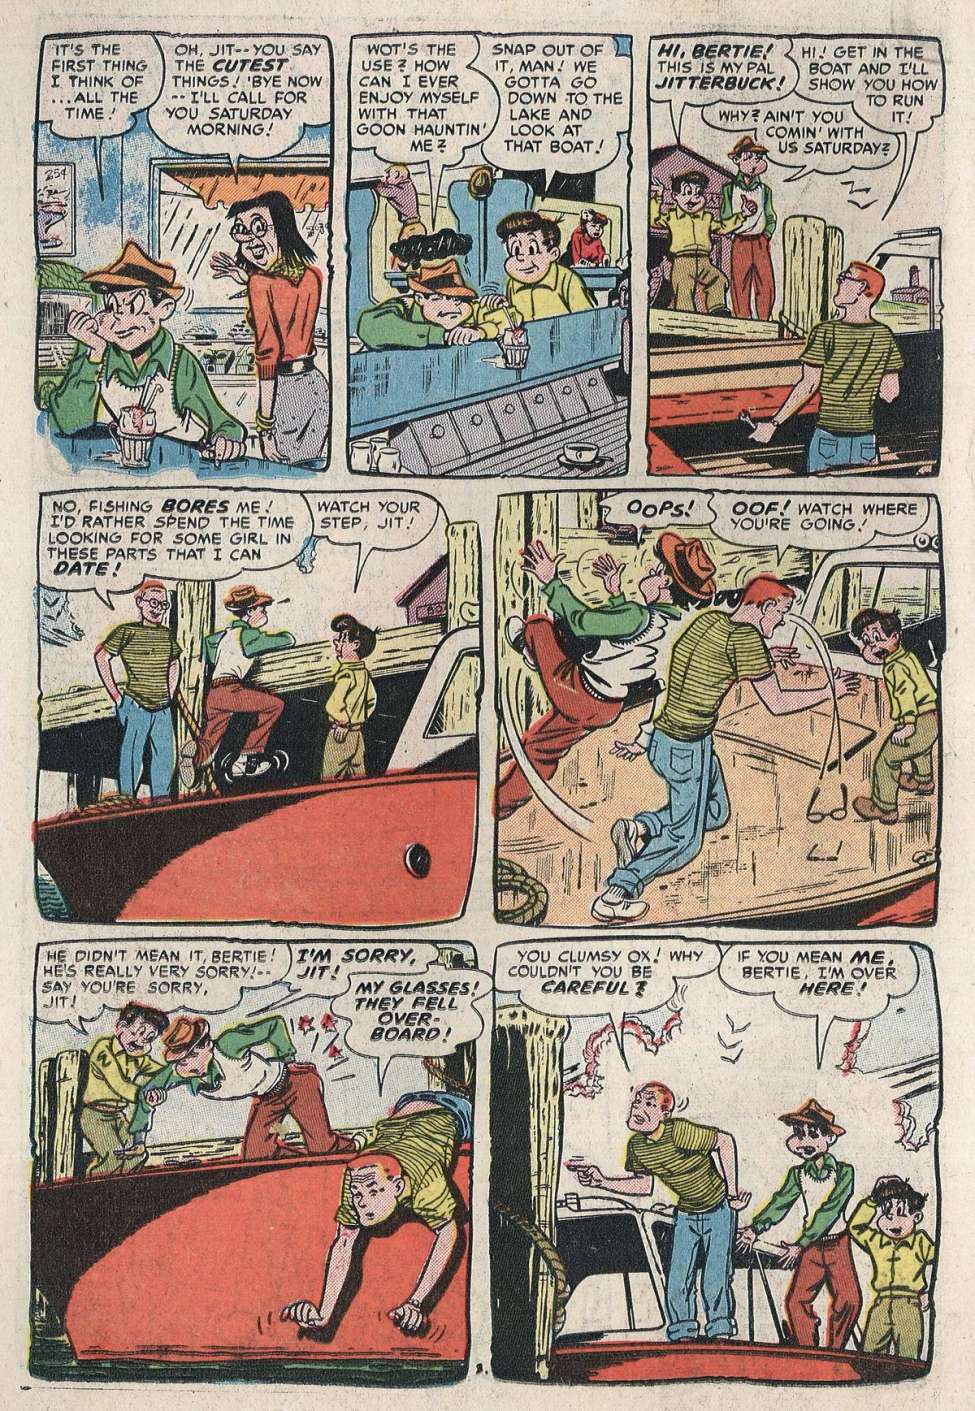 IT'S THE
FIRST THING
I THINK OF
...ALL THE
TIME!
OH, JIT--YOU SAY
THE CUTEST
THINGS! 'BYE NOW
--I'LL CALL FOR
YOU SATURDAY
MORNING!
25¢
WOT'S THE
USE? HOW
CAN I EVER
ENJOY MYSELF
WITH THAT
GOON HAUNTIN'
ME?
SNAP OUT OF
IT, MAN! WE
GOTTA GO
DOWN TO THE
LAKE AND
LOOK AT
THAT BOAT!
HI, BERTIE!
THIS IS MY PAL
JITTERBUCK!
HI! GET IN THE
BOAT AND I'LL
SHOW YOU HOW
TO RUN
IT!
WHY? AIN'T YOU
COMIN' WITH
US SATURDAY?
NO, FISHING BORES ME!
I'D RATHER SPEND THE TIME
LOOKING FOR SOME GIRL IN
THESE PARTS THAT I CAN
DATE!
WATCH YOUR
STEP, JIT!
OOPS!
OOF! WATCH WHERE
YOU'RE GOING!
HE DIDN'T MEAN IT, BERTIE!
HE'S REALLY VERY SORRY!--
SAY YOU'RE SORRY,
JIT!
I'M SORRY,
JIT!
MY GLASSES!
THEY FELL
OVER-
BOARD!
YOU CLUMSY OX! WHY
COULDN'T YOU BE
CAREFUL?
IF YOU MEAN ME,
BERTIE, I'M OVER
HERE!